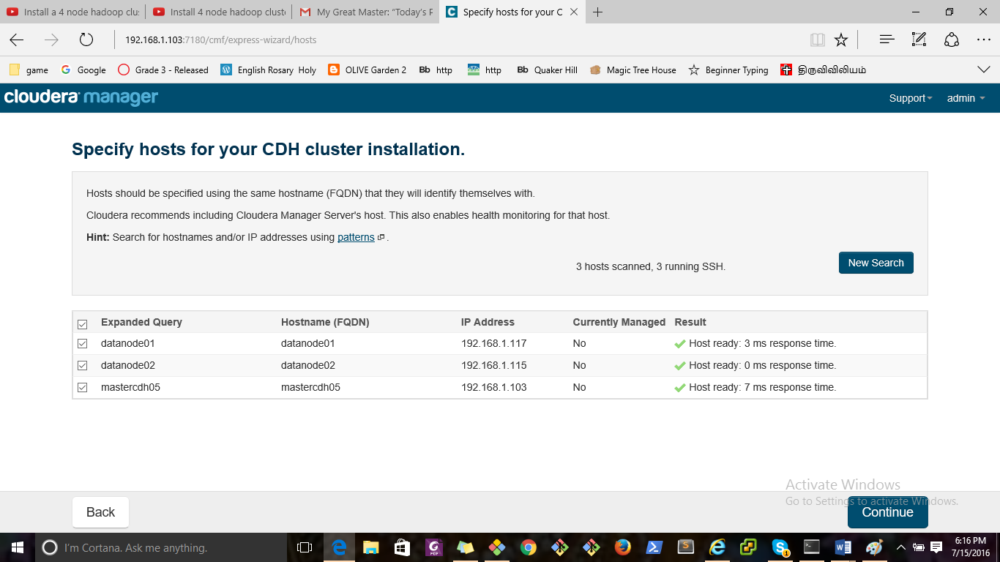 Install a 4 node hadoop clu
Install 4 node hadoop clust
My Great Master: “Today's F
Specify hosts for your C
192.168.1.103:7180/cmf/express-wizard/hosts
game
Google
Grade 3 - Released
English Rosary Holy
OLIVE Garden 2
Bb http
http
Bb Quaker Hill
Magic Tree House
Beginner Typing
திருவிவிலியம்
cloudera manager
Support
admin
Specify hosts for your CDH cluster installation.
Hosts should be specified using the same hostname (FQDN) that they will identify themselves with.
Cloudera recommends including Cloudera Manager Server's host. This also enables health monitoring for that host.
Hint: Search for hostnames and/or IP addresses using patterns .
3 hosts scanned, 3 running SSH.
New Search
Expanded Query Hostname (FQDN) IP Address Currently Managed Result
datanode01 datanode01 192.168.1.117 No Host ready: 3 ms response time.
datanode02 datanode02 192.168.1.115 No Host ready: 0 ms response time.
mastercdh05 mastercdh05 192.168.1.103 No Host ready: 7 ms response time.
Activate Windows
Go to Settings to activate Windows.
Back
Continue
I'm Cortana. Ask me anything.
6:16 PM
7/15/2016